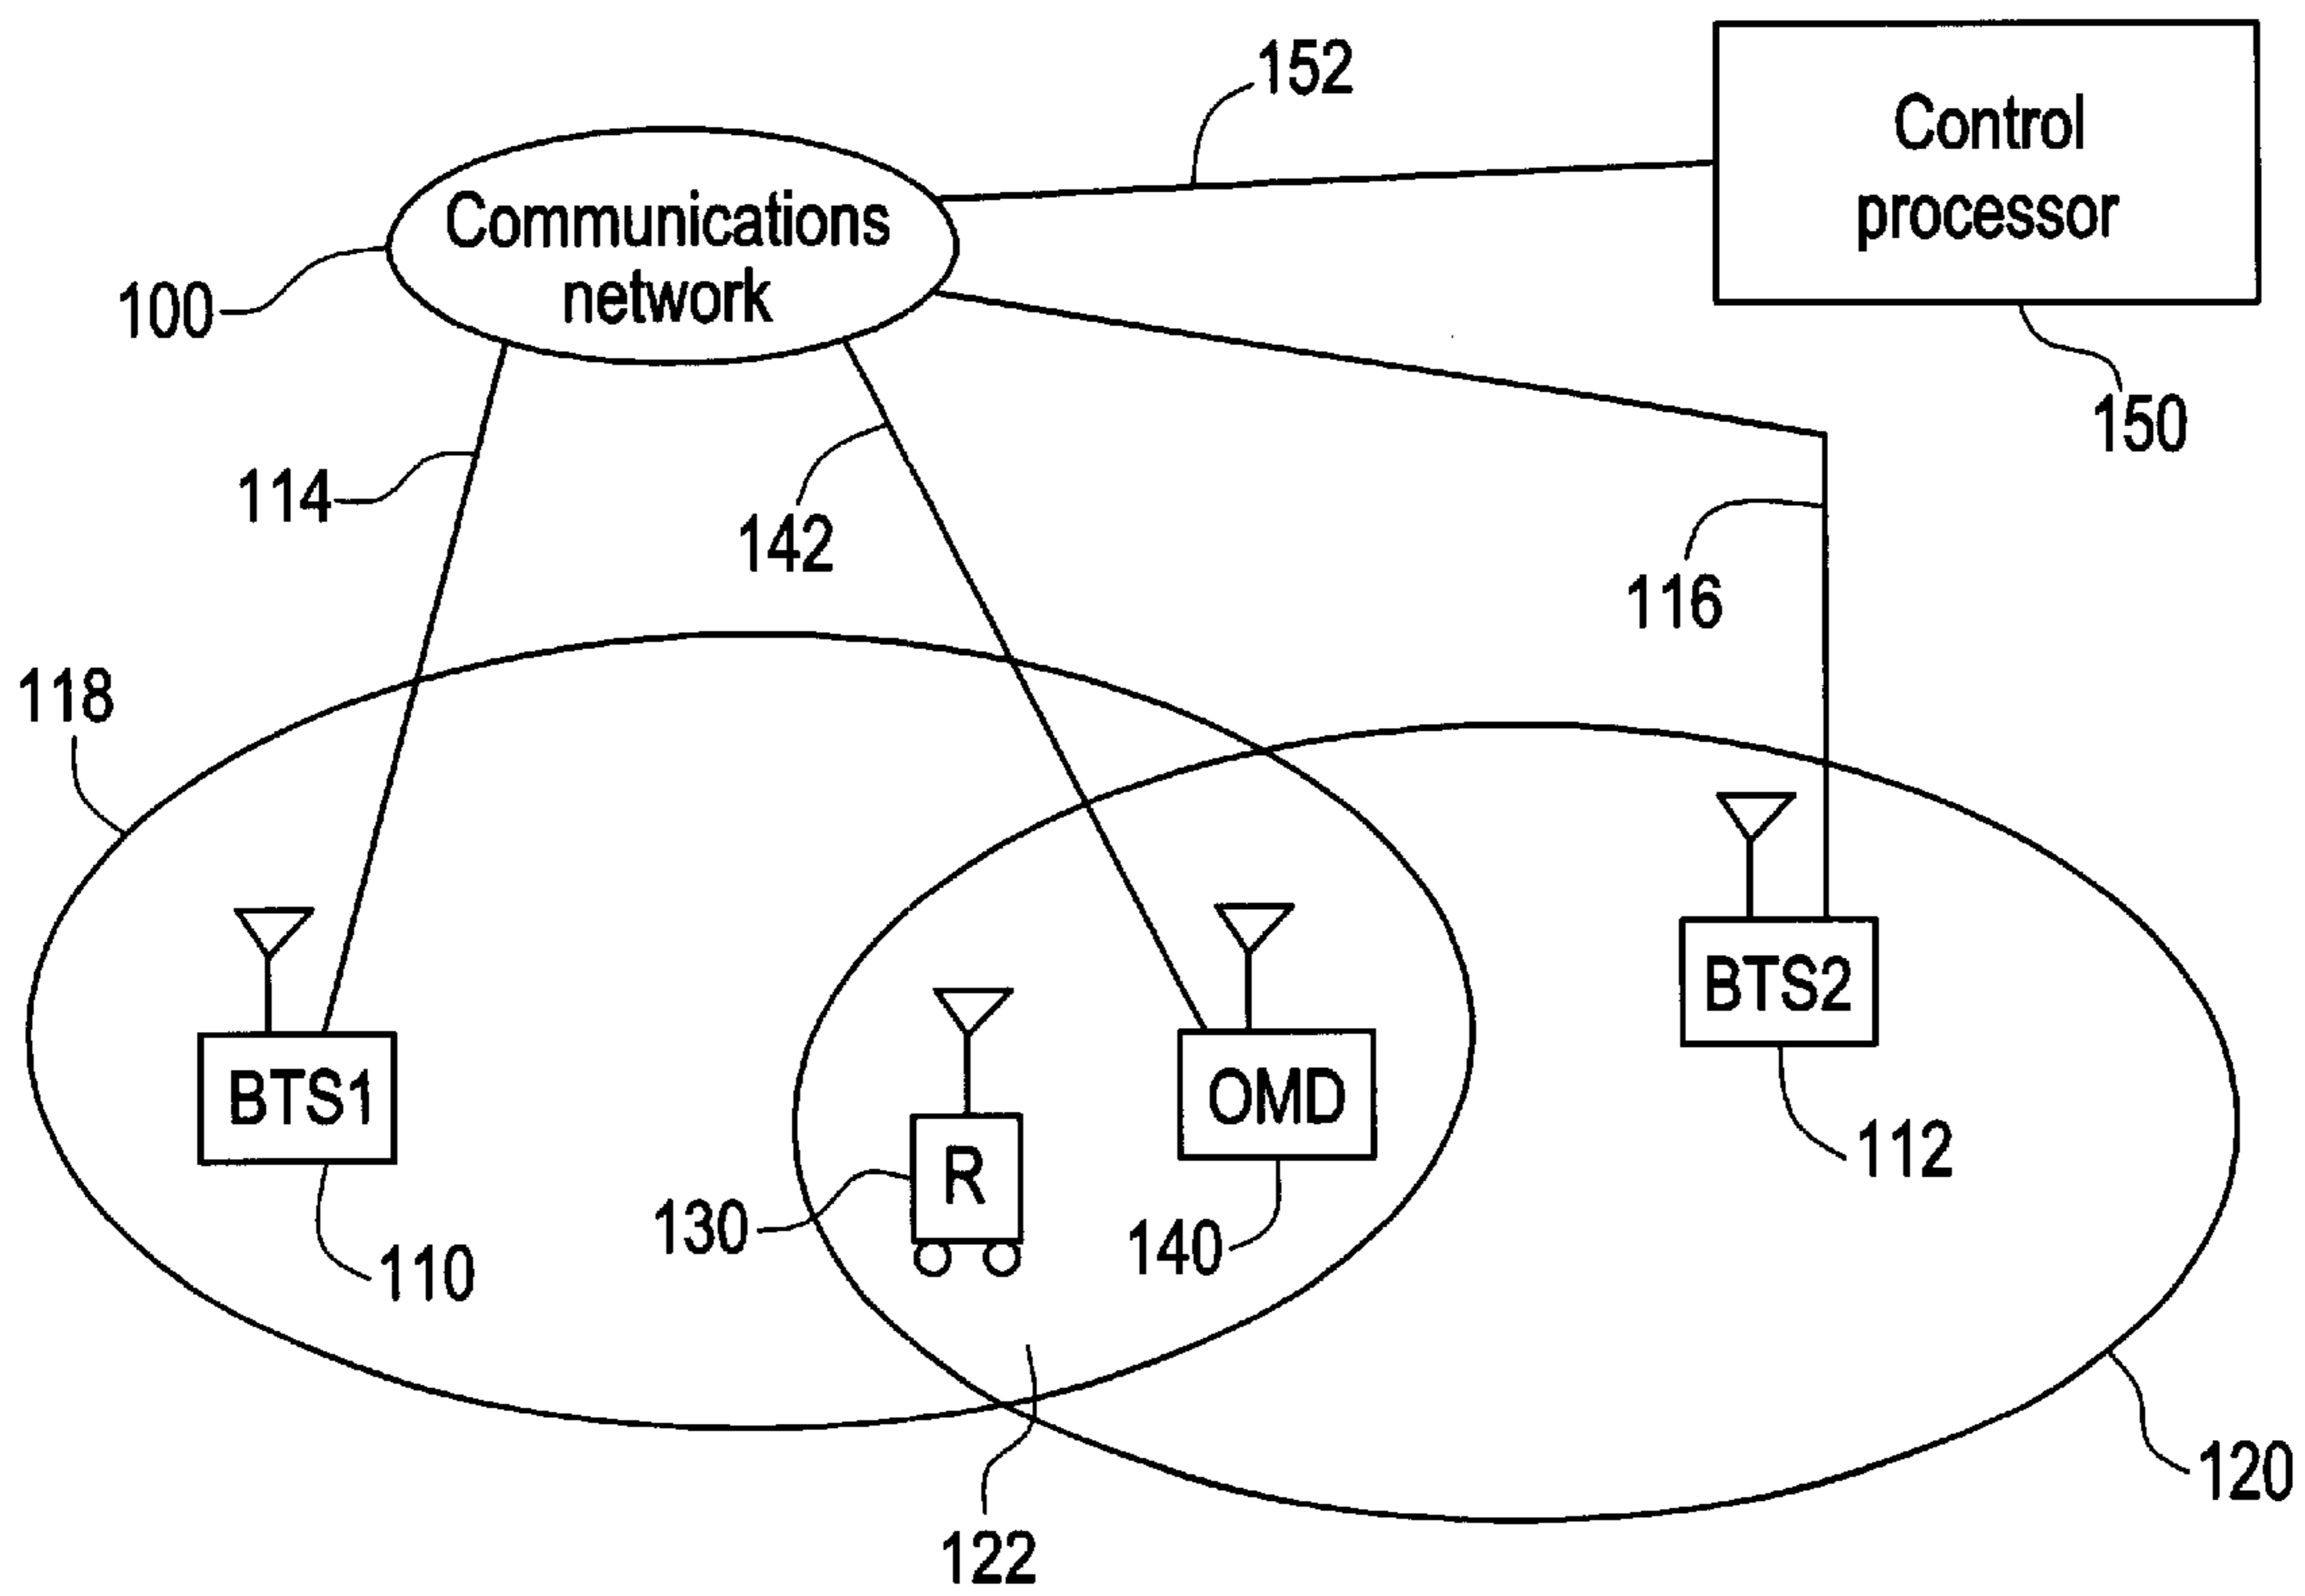 152
Control
processor
Communications
network
100
150
114
142
116
118
BTS2
BTS1
OMD
R
112
130
140
110
120
122